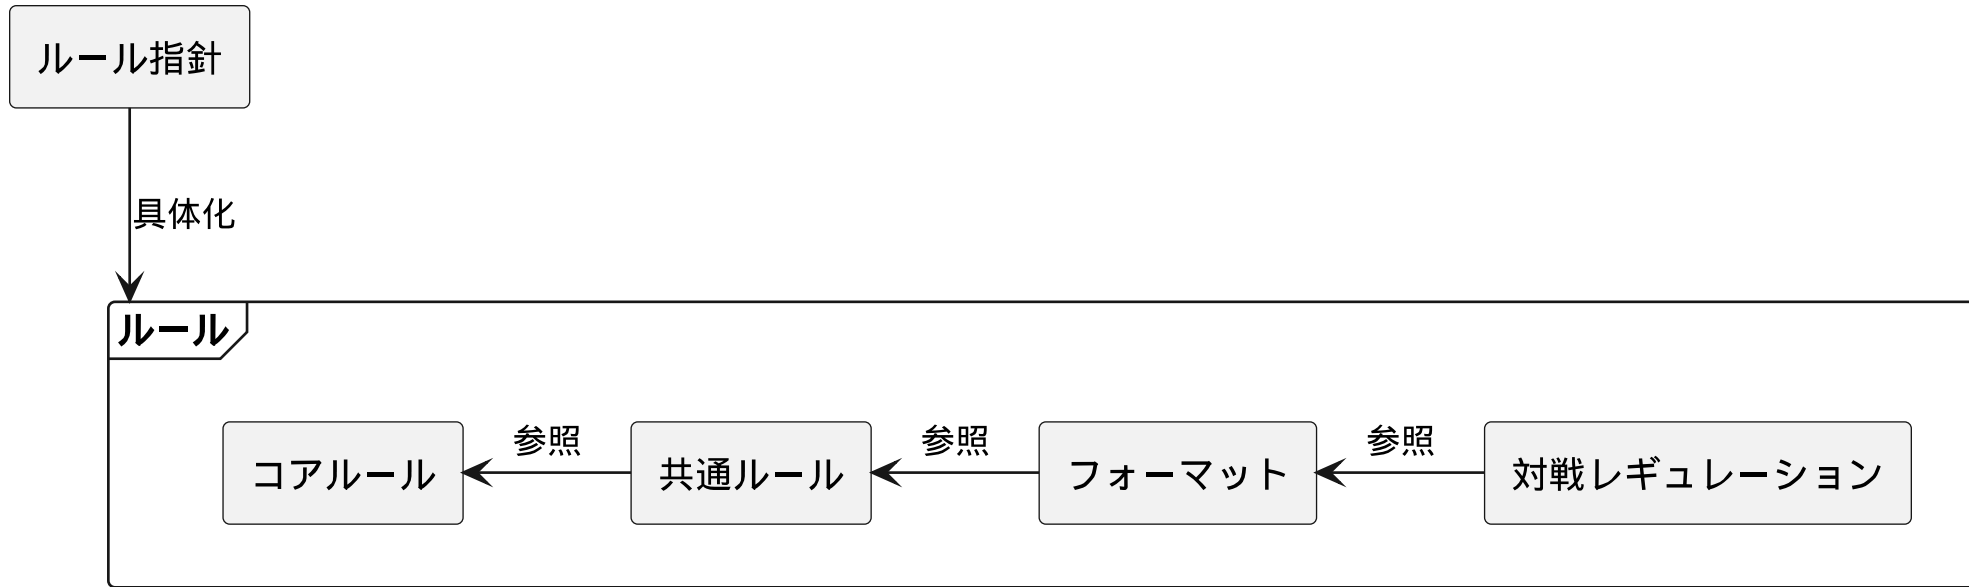 ルール指針
具体化
ルール
参照
参照
参照
コアルール
共通ルール
フォーマット
対戦レギュレーション